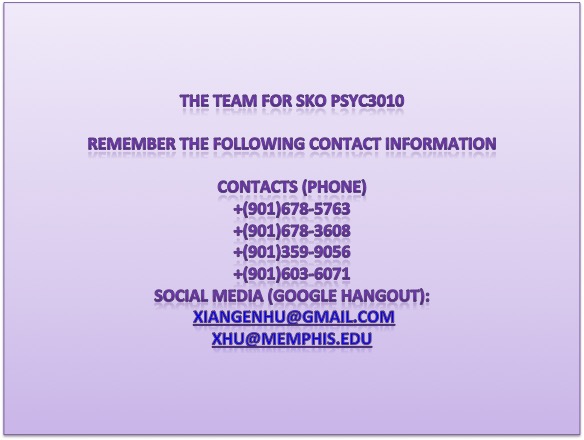 THE TEAM FOR SKO PSYC3010
REMEMBER THE FOLLOWING CONTACT INFORMATION
CONTACTS (PHONE)
+(901)678-5763
+(901)678-3608
+(901)359-9056
+(901)603-6071
SOCIAL MEDIA (GOOGLE HANGOUT):
XIANGENHU@GMAIL.COM
XHU@MEMPHIS.EDU